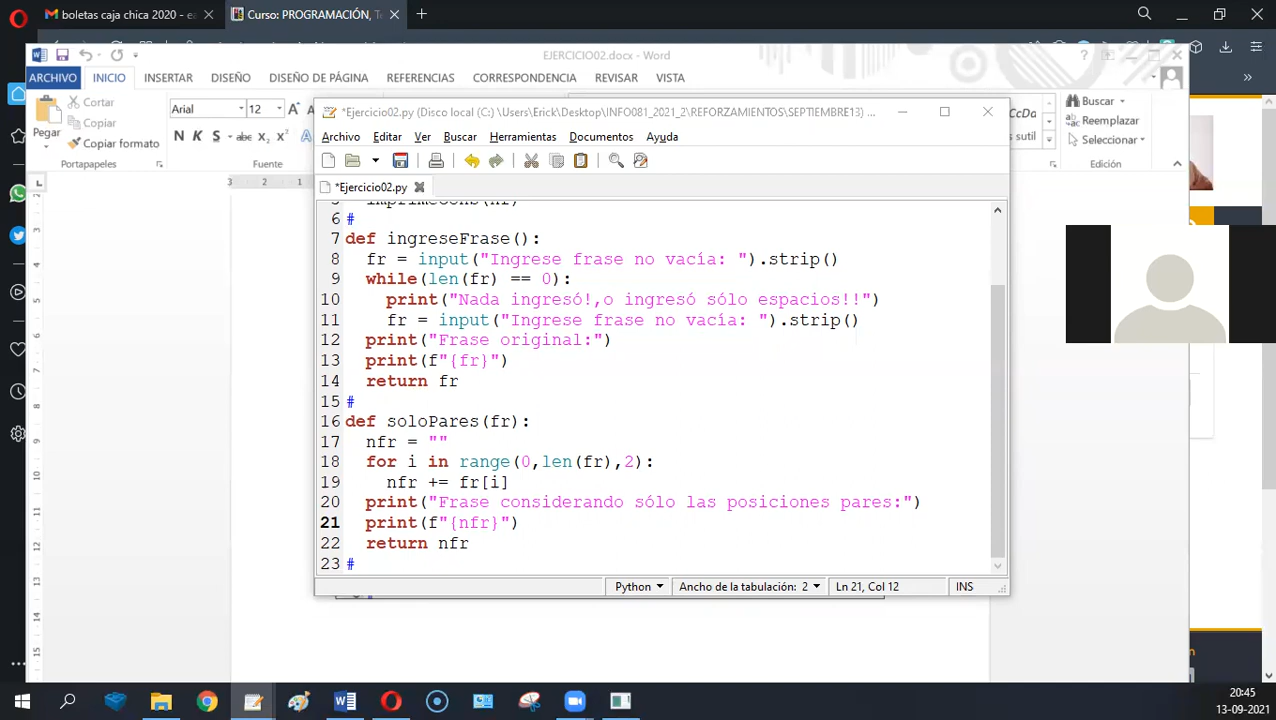 boletas caja chica 2020 - e
Curso: PROGRAMACIÓN, T
EJERCICIO02.docx - Word
ARCHIVO INICIO INSERTAR DISEÑO DISEÑO DE PÁGINA REFERENCIAS CORRESPONDENCIA REVISAR VISTA
Pegar
Cortar
Copiar
Copiar formato
Portapapeles
Arial 12
N K S abc x₂
Fuente
CcDd
Buscar
Reemplazar
Seleccionar
Edición
3 2 1
*Ejercicio02.py (Disco local (C:) \Users\Erick\Desktop\INFO081_2021_2\REFORZAMIENTOS\SEPTIEMBRE13) ...
Archivo Editar Ver Buscar Herramientas Documentos Ayuda
*Ejercicio02.py
6 #
7 def ingreseFrase():
8   fr = input("Ingrese frase no vacía: ").strip()
9   while(len(fr) == 0):
10     print("Nada ingresó!,o ingresó sólo espacios!!")
11     fr = input("Ingrese frase no vacía: ").strip()
12   print("Frase original:")
13   print(f"{fr}")
14   return fr
15 #
16 def soloPares(fr):
17   nfr = ""
18   for i in range(0,len(fr),2):
19     nfr += fr[i]
20   print("Frase considerando sólo las posiciones pares:")
21   print(f"{nfr}")
22   return nfr
23 #
Python Ancho de la tabulación: 2 Ln 21, Col 12 INS
20:45
13-09-2021